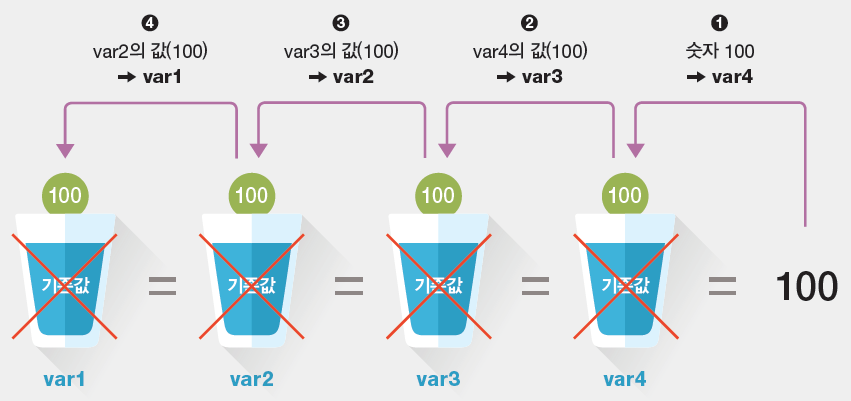 ❹ ❸ ❷ ❶
var2의 값(100) var3의 값(100) var4의 값(100) 숫자 100
➞ var1 ➞ var2 ➞ var3 ➞ var4
100 100 100 100
기존값 = 기존값 = 기존값 = 기존값 = 100
var1 var2 var3 var4